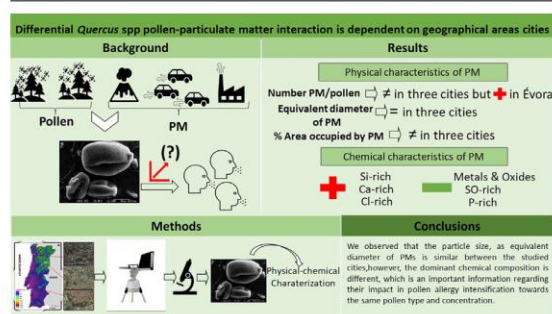 Differential Quercus spp pollen-particulate matter interaction is dependent on geographical areas cities
Background
Pollen
PM
(?)
Results
Physical characteristics of PM
Number PM/pollen ⇨ ≠ in three cities but + in Évora
Equivalent diameter of PM ⇨ = in three cities
% Area occupied by PM ⇨ ≠ in three cities
Chemical characteristics of PM
Si-rich
Ca-rich
Cl-rich
Metals & Oxides
SO-rich
P-rich
Methods
Physical-chemical
Charaterization
Conclusions
We observed that the particle size, as equivalent
diameter of PMs is similar between the studied
cities,however, the dominant chemical composition is
different, which is an important information regarding
their impact in pollen allergy intensification towards
the same pollen type and concentration.